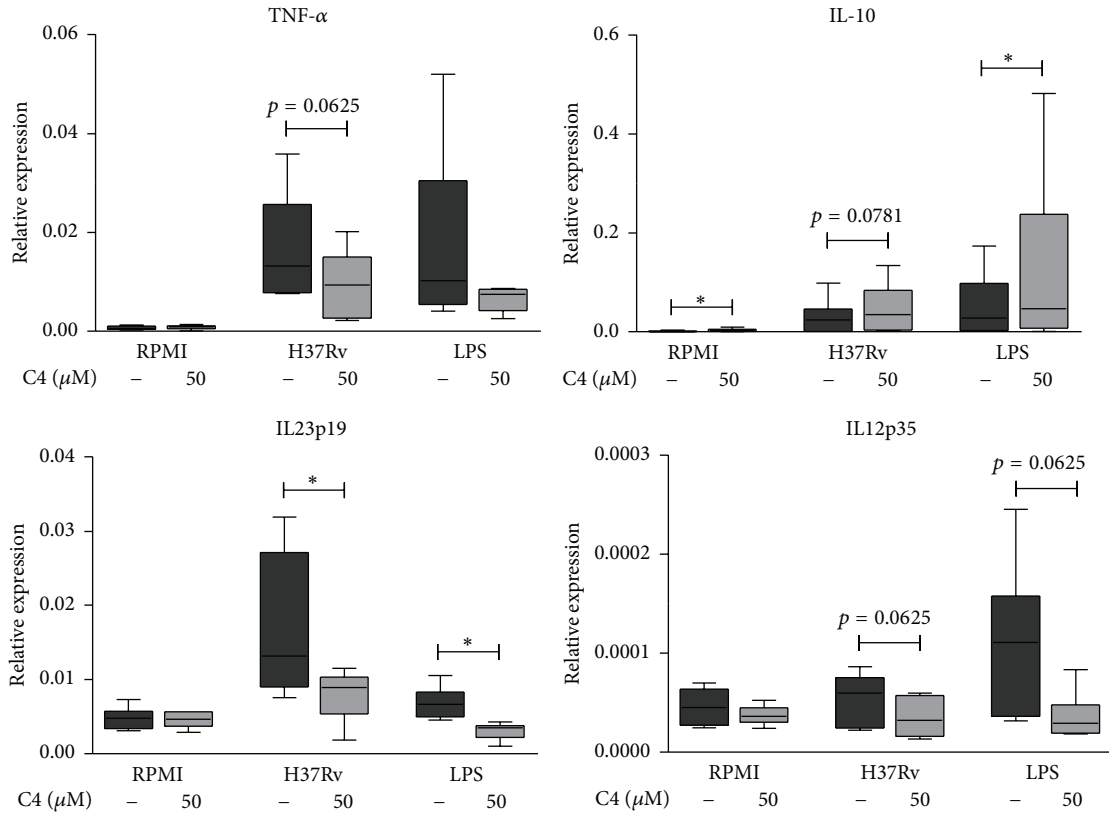 TNF-α
0.06
0.04
0.02
0.00
Relative expression
p = 0.0625
RPMI H37Rv LPS
C4 (μM) – 50 – 50 – 50
IL-10
0.6
0.4
0.2
0.0
Relative expression
*
p = 0.0781
*
RPMI H37Rv LPS
– 50 – 50 – 50
IL23p19
0.04
0.03
0.02
0.01
0.00
Relative expression
*
*
RPMI H37Rv LPS
C4 (μM) – 50 – 50 – 50
IL12p35
0.0003
0.0002
0.0001
0.0000
Relative expression
p = 0.0625
p = 0.0625
RPMI H37Rv LPS
C4 (μM) – 50 – 50 – 50